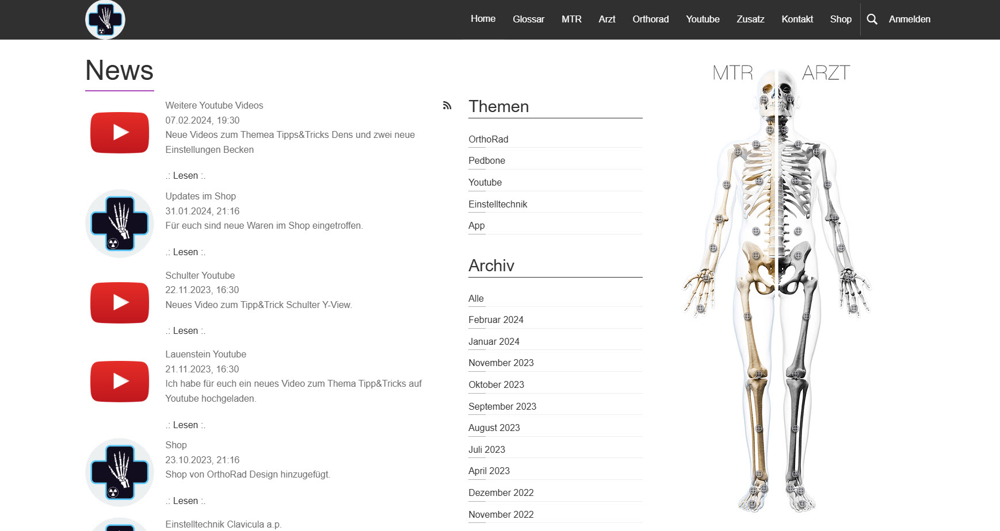 Home Glossar MTR Arzt Orthorad Youtube Zusatz Kontakt Shop Anmelden
News
Weitere Youtube Videos
07.02.2024, 19:30
Neue Videos zum Themea Tipps&Tricks Dens und zwei neue
Einstellungen Becken
.: Lesen :.
Updates im Shop
31.01.2024, 21:16
Für euch sind neue Waren im Shop eingetroffen.
.: Lesen :.
Schulter Youtube
22.11.2023, 16:30
Neues Video zum Tipp&Trick Schulter Y-View.
.: Lesen :.
Lauenstein Youtube
21.11.2023, 16:30
Ich habe für euch ein neues Video zum Thema Tipp&Tricks auf
Youtube hochgeladen.
.: Lesen :.
Shop
23.10.2023, 21:16
Shop von OrthoRad Design hinzugefügt.
.: Lesen :.
Einstelltechnik Clavicula a.p.
Themen
OrthoRad
Pedbone
Youtube
Einstelltechnik
App
Archiv
Alle
Februar 2024
Januar 2024
November 2023
Oktober 2023
September 2023
August 2023
Juli 2023
April 2023
Dezember 2022
November 2022
MTR ARZT